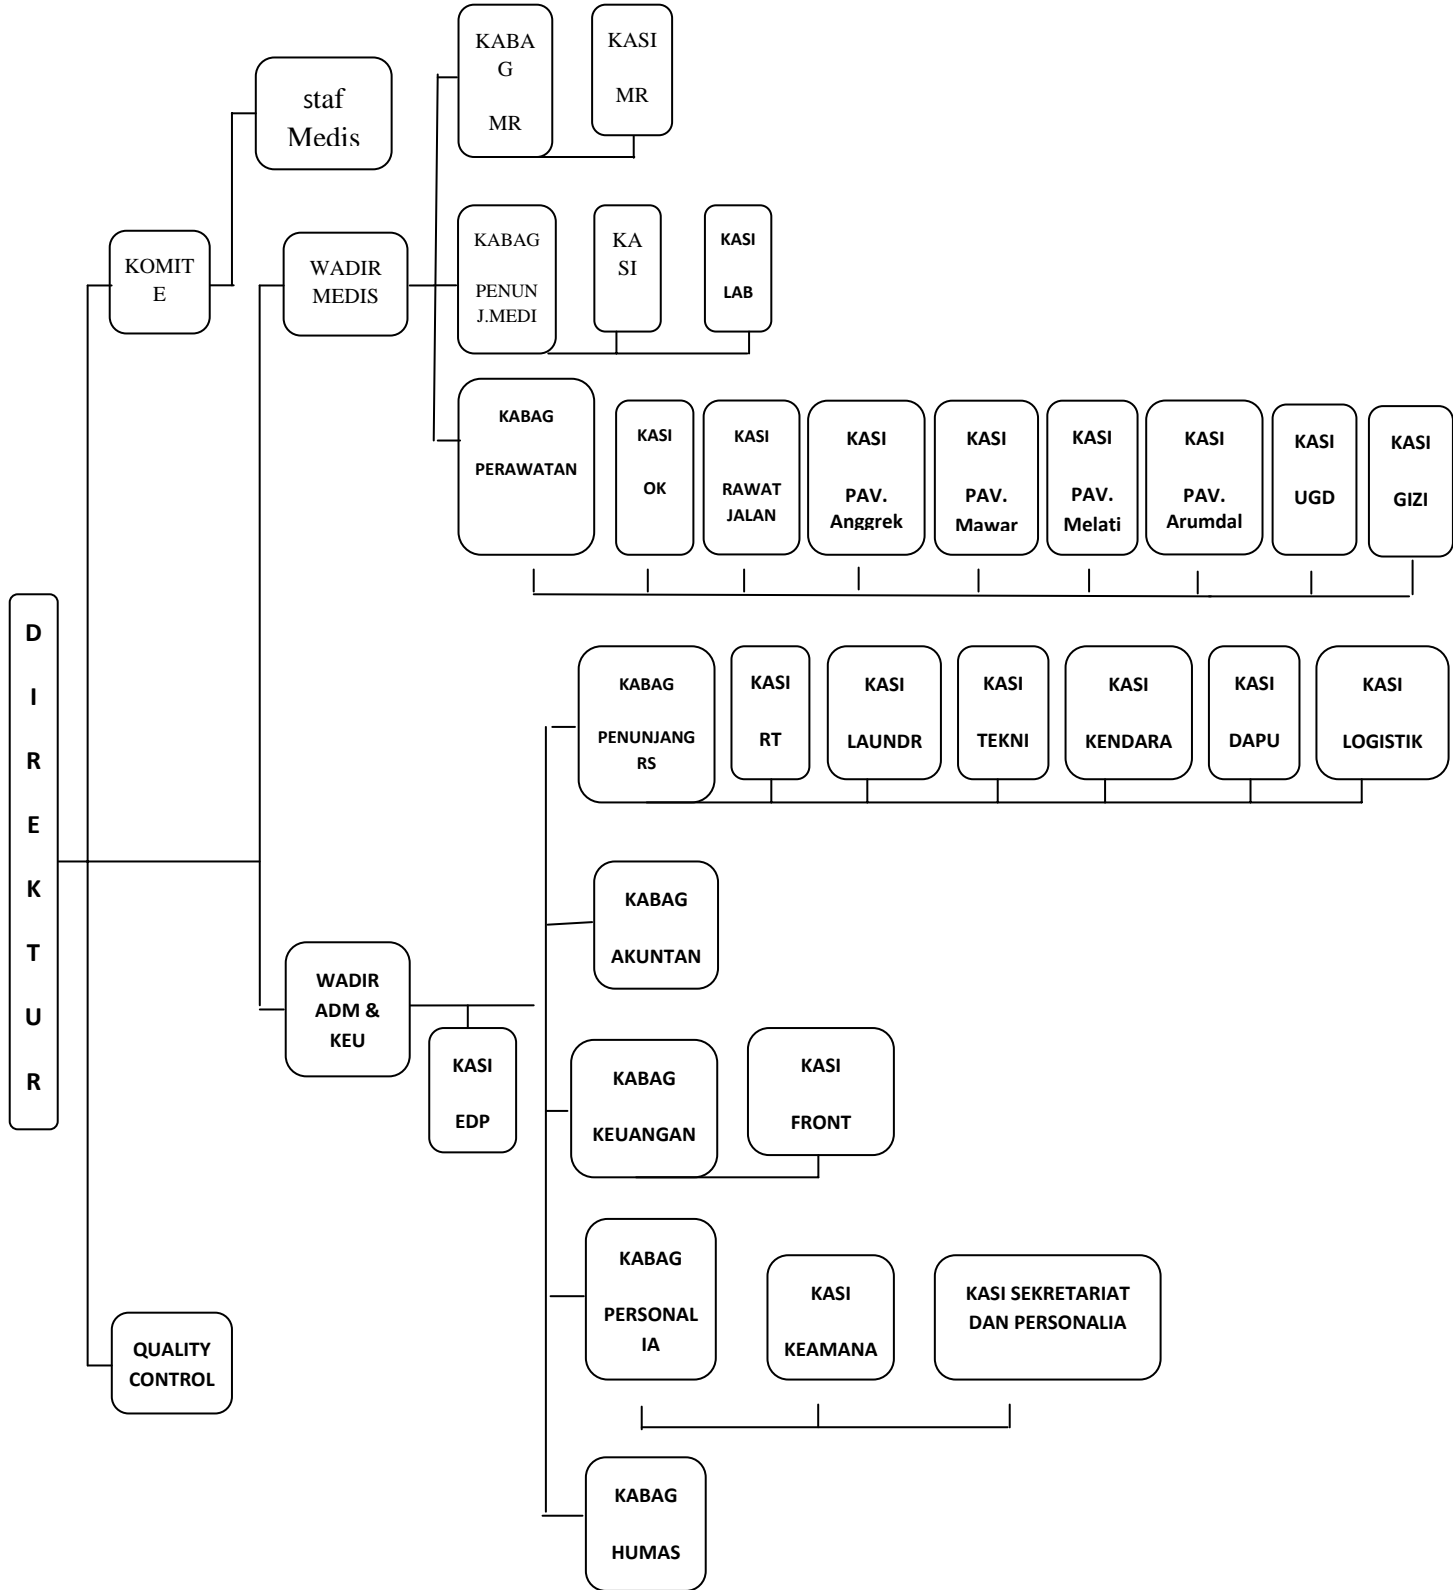 KABA
G
MR
KASI
MR
staf
Medis
KOMIT
E
WADIR
MEDIS
KABAG
PENUN
J.MEDI
KA
SI
KASI
LAB
KABAG
PERAWATAN
KASI
OK
KASI
RAWAT
JALAN
KASI
PAV.
Anggrek
KASI
PAV.
Mawar
KASI
PAV.
Melati
KASI
PAV.
Arumdal
KASI
UGD
KASI
GIZI
D
I
R
E
K
T
U
R
KABAG
PENUNJANG
RS
KASI
RT
KASI
LAUNDR
KASI
TEKNI
KASI
KENDARA
KASI
DAPU
KASI
LOGISTIK
KABAG
AKUNTAN
WADIR
ADM &
KEU
KASI
EDP
KABAG
KEUANGAN
KASI
FRONT
KABAG
PERSONAL
IA
KASI
KEAMANA
KASI SEKRETARIAT
DAN PERSONALIA
QUALITY
CONTROL
KABAG
HUMAS